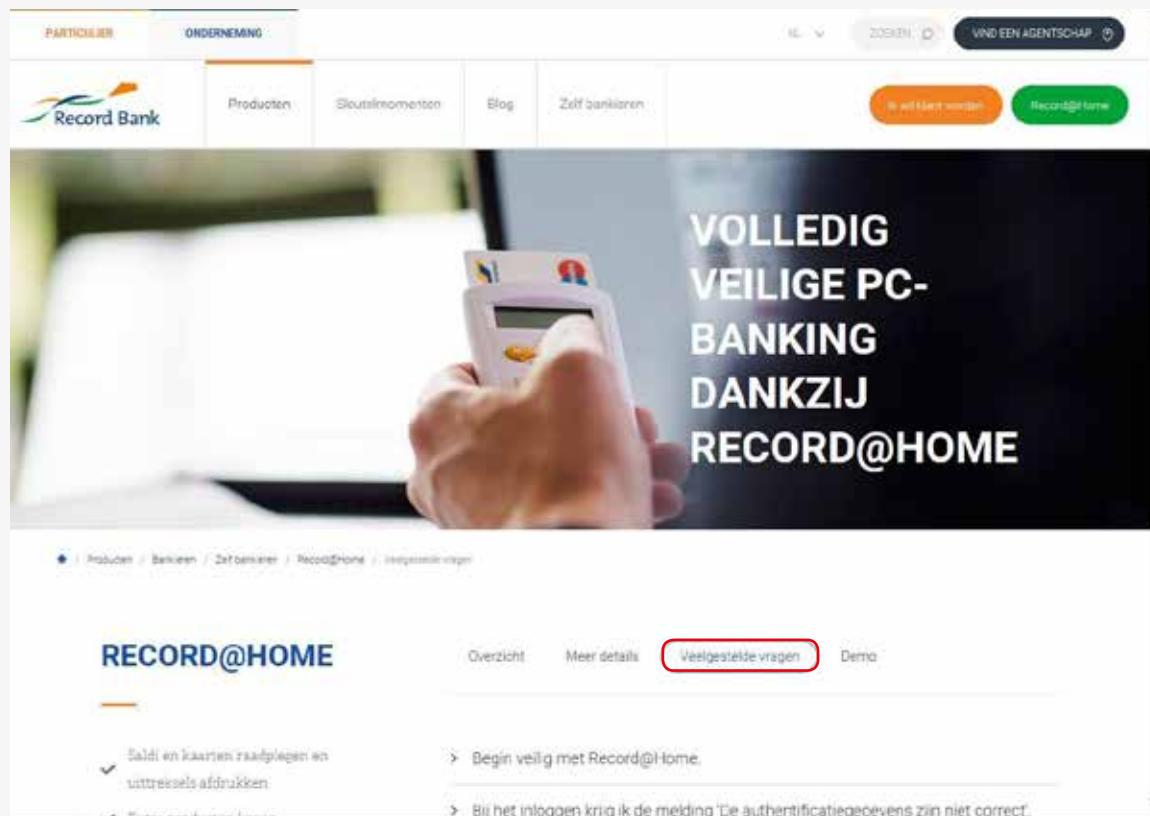 PARTICULIER
ONDERNEMING
NL
ZOEKEN
VIND EEN AGENTSCHAP
Record Bank
Producten
Sleutelmomenten
Blog
Zelf bankieren
Ik wil klant worden
Record@Home
VOLLEDIG
VEILIGE PC-
BANKING
DANKZIJ
RECORD@HOME
/ Producten / Bankieren / Zelf bankieren / Record@Home / Veelgestelde vragen
RECORD@HOME
Overzicht
Meer details
Veelgestelde vragen
Demo
Saldi en kaarten raadplegen en
uittreksels afdrukken
> Begin veilig met Record@Home.
> Bij het inloggen krijg ik de melding 'De authentificatiegegevens zijn niet correct'.